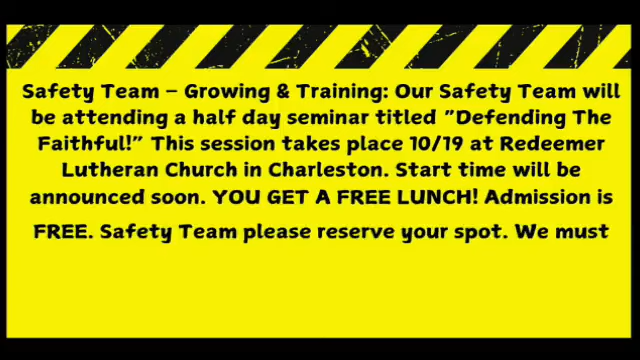 Safety Team – Growing & Training: Our Safety Team will
be attending a half day seminar titled "Defending The
Faithful!" This session takes place 10/19 at Redeemer
Lutheran Church in Charleston. Start time will be
announced soon. YOU GET A FREE LUNCH! Admission is
FREE. Safety Team please reserve your spot. We must